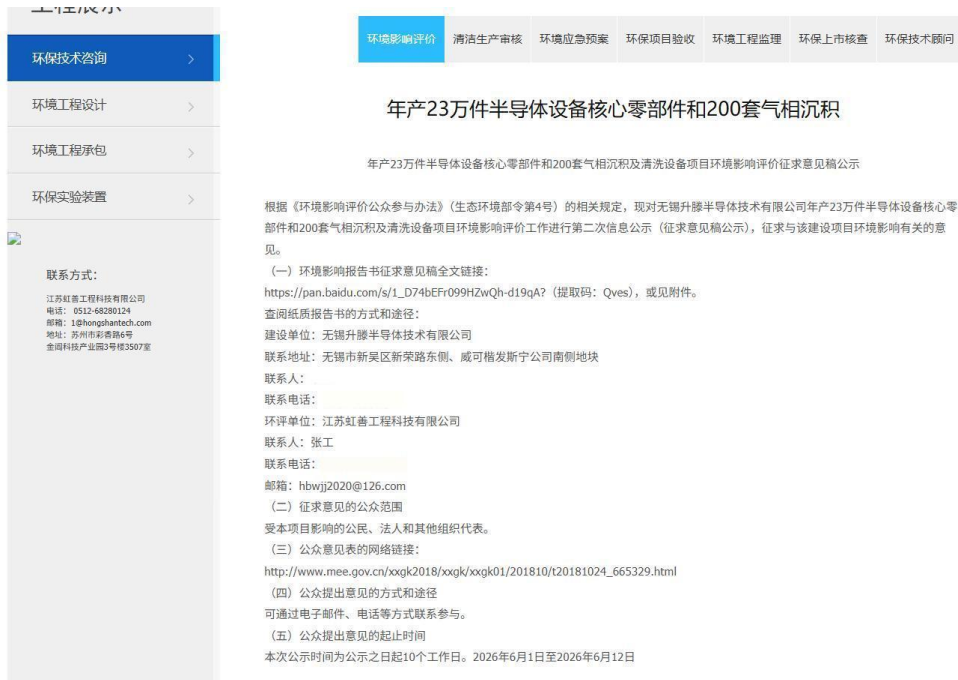 工程展示
环保技术咨询
环境工程设计
环境工程承包
环保实验装置
联系方式：
江苏虹善工程科技有限公司
电话： 0512-68280124
邮箱：1@hongshantech.com
地址：苏州市彩香路6号
金阊科技产业园3号楼3507室
环境影响评价 清洁生产审核 环境应急预案 环保项目验收 环境工程监理 环保上市核查 环保技术顾问
年产23万件半导体设备核心零部件和200套气相沉积
年产23万件半导体设备核心零部件和200套气相沉积及清洗设备项目环境影响评价征求意见稿公示
根据《环境影响评价公众参与办法》（生态环境部令第4号）的相关规定，现对无锡升滕半导体技术有限公司年产23万件半导体设备核心零
部件和200套气相沉积及清洗设备项目环境影响评价工作进行第二次信息公示（征求意见稿公示），征求与该建设项目环境影响有关的意
见。
（一）环境影响报告书征求意见稿全文链接：
https://pan.baidu.com/s/1_D74bEFr099HZwQh-d19qA?（提取码：Qves），或见附件。
查阅纸质报告书的方式和途径：
建设单位：无锡升滕半导体技术有限公司
联系地址：无锡市新吴区新荣路东侧、威可楷发斯宁公司南侧地块
联系人：
联系电话：
环评单位：江苏虹善工程科技有限公司
联系人：张工
联系电话：
邮箱：hbwjj2020@126.com
（二）征求意见的公众范围
受本项目影响的公民、法人和其他组织代表。
（三）公众意见表的网络链接：
http://www.mee.gov.cn/xxgk2018/xxgk/xxgk01/201810/t20181024_665329.html
（四）公众提出意见的方式和途径
可通过电子邮件、电话等方式联系参与。
（五）公众提出意见的起止时间
本次公示时间为公示之日起10个工作日。2026年6月1日至2026年6月12日